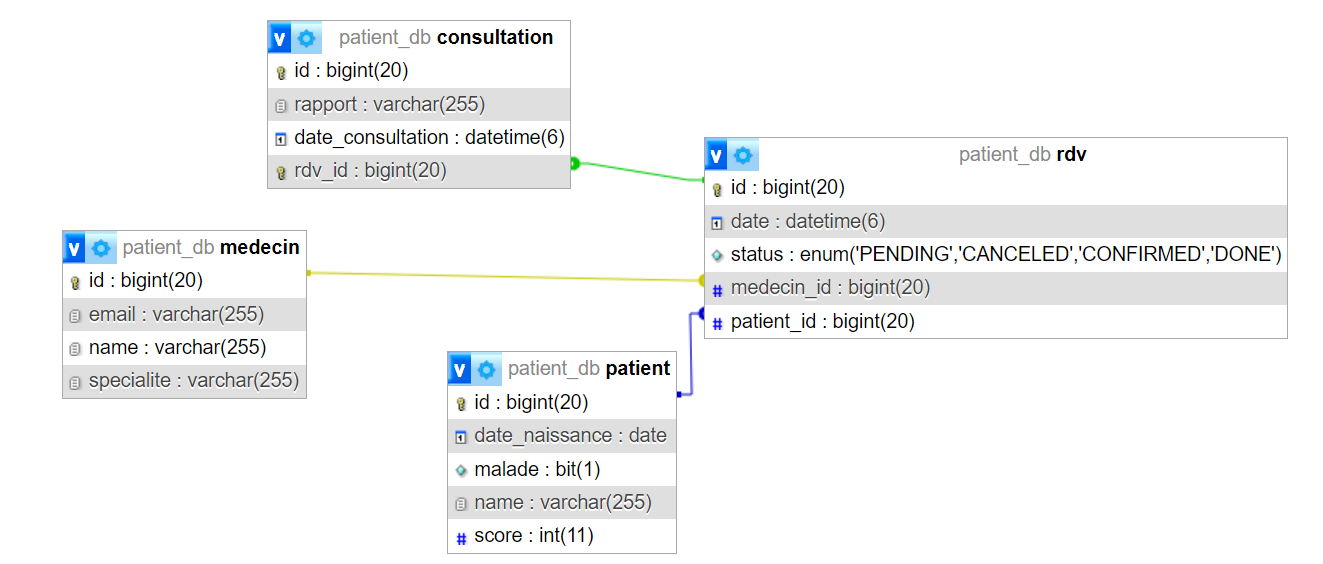 v patient_db consultation
id : bigint(20)
rapport : varchar(255)
date_consultation : datetime(6)
rdv_id : bigint(20)
v patient_db rdv
id : bigint(20)
date : datetime(6)
status : enum('PENDING','CANCELED','CONFIRMED','DONE')
# medecin_id : bigint(20)
# patient_id : bigint(20)
v patient_db medecin
id : bigint(20)
email : varchar(255)
name : varchar(255)
specialite : varchar(255)
v patient_db patient
id : bigint(20)
date_naissance : date
malade : bit(1)
name : varchar(255)
# score : int(11)